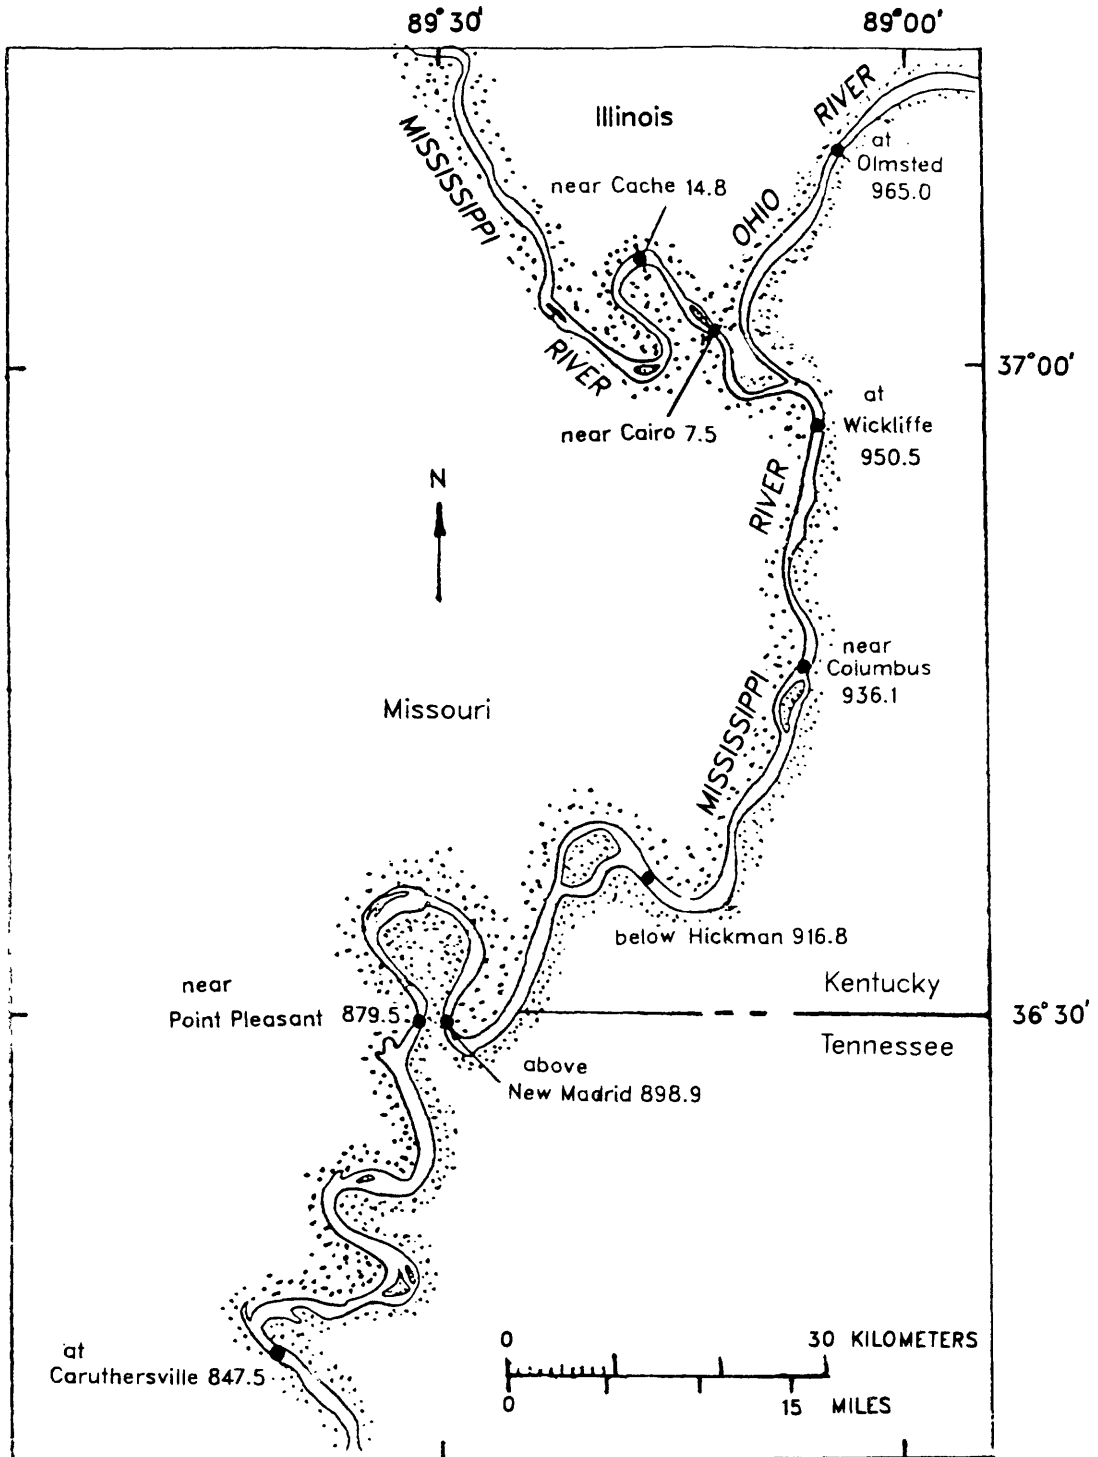 89°30' 89°00'
Illinois
MISSISSIPPI
RIVER
at
Olmsted
965.0
near Cache 14.8
OHIO
RIVER
37°00'
near Cairo 7.5
at
Wickliffe
950.5
N
RIVER
near
Columbus
936.1
Missouri
MISSISSIPPI
below Hickman 916.8
Kentucky
near
Point Pleasant 879.5
36°30'
Tennessee
above
New Madrid 898.9
at
Caruthersville 847.5
0 30 KILOMETERS
0 15 MILES